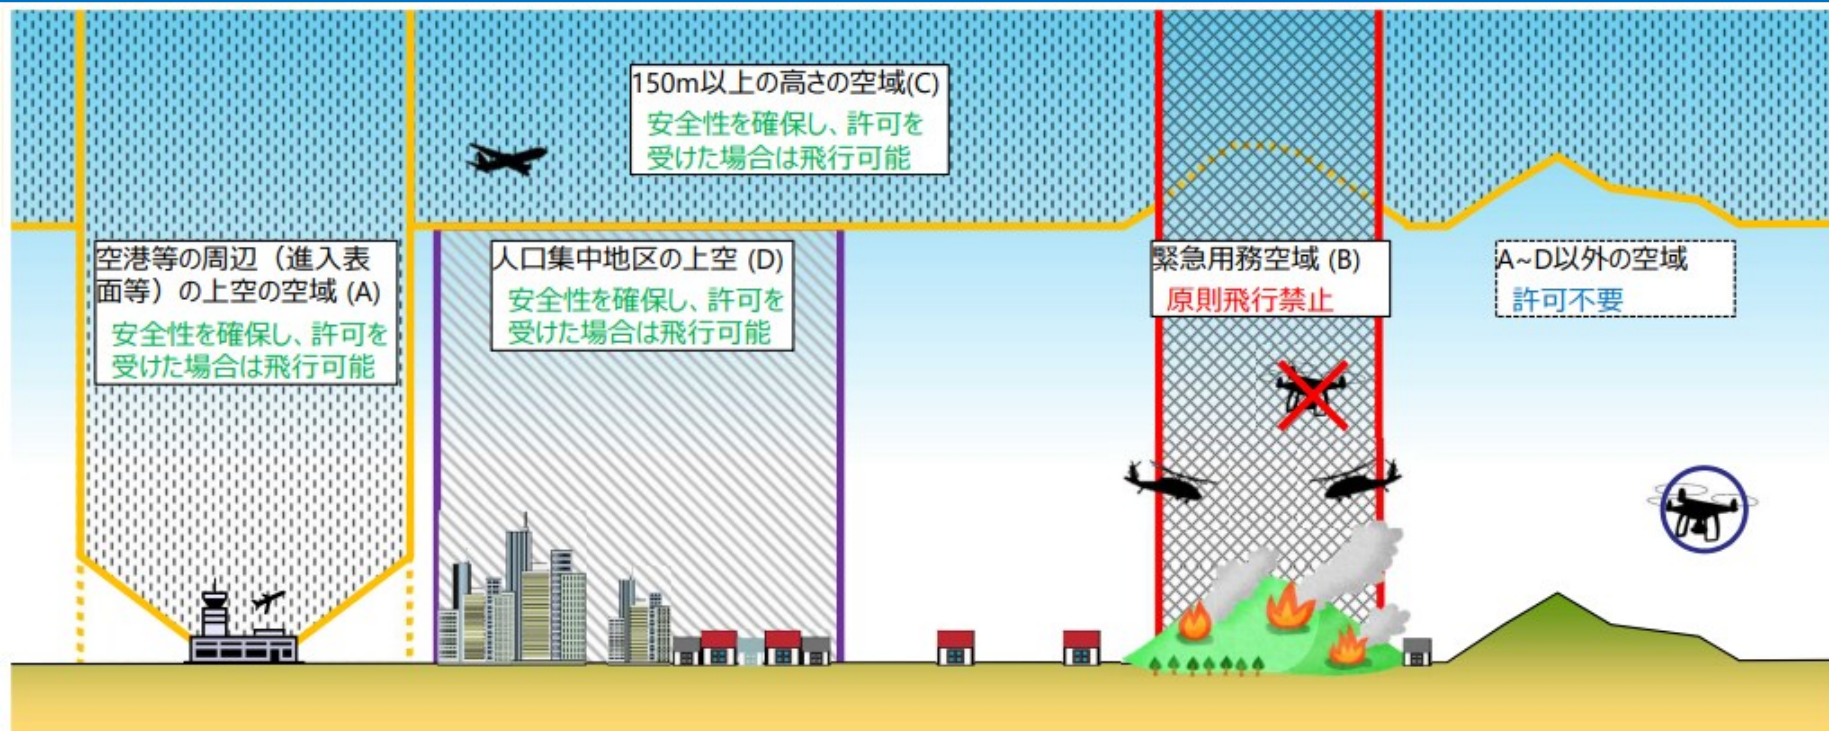 150m以上の高さの空域(C)
安全性を確保し、許可を
受けた場合は飛行可能
空港等の周辺（進入表
面等）の上空の空域 (A)
安全性を確保し、許可を
受けた場合は飛行可能
人口集中地区の上空 (D)
安全性を確保し、許可を
受けた場合は飛行可能
緊急用務空域 (B)
原則飛行禁止
A~D以外の空域
許可不要